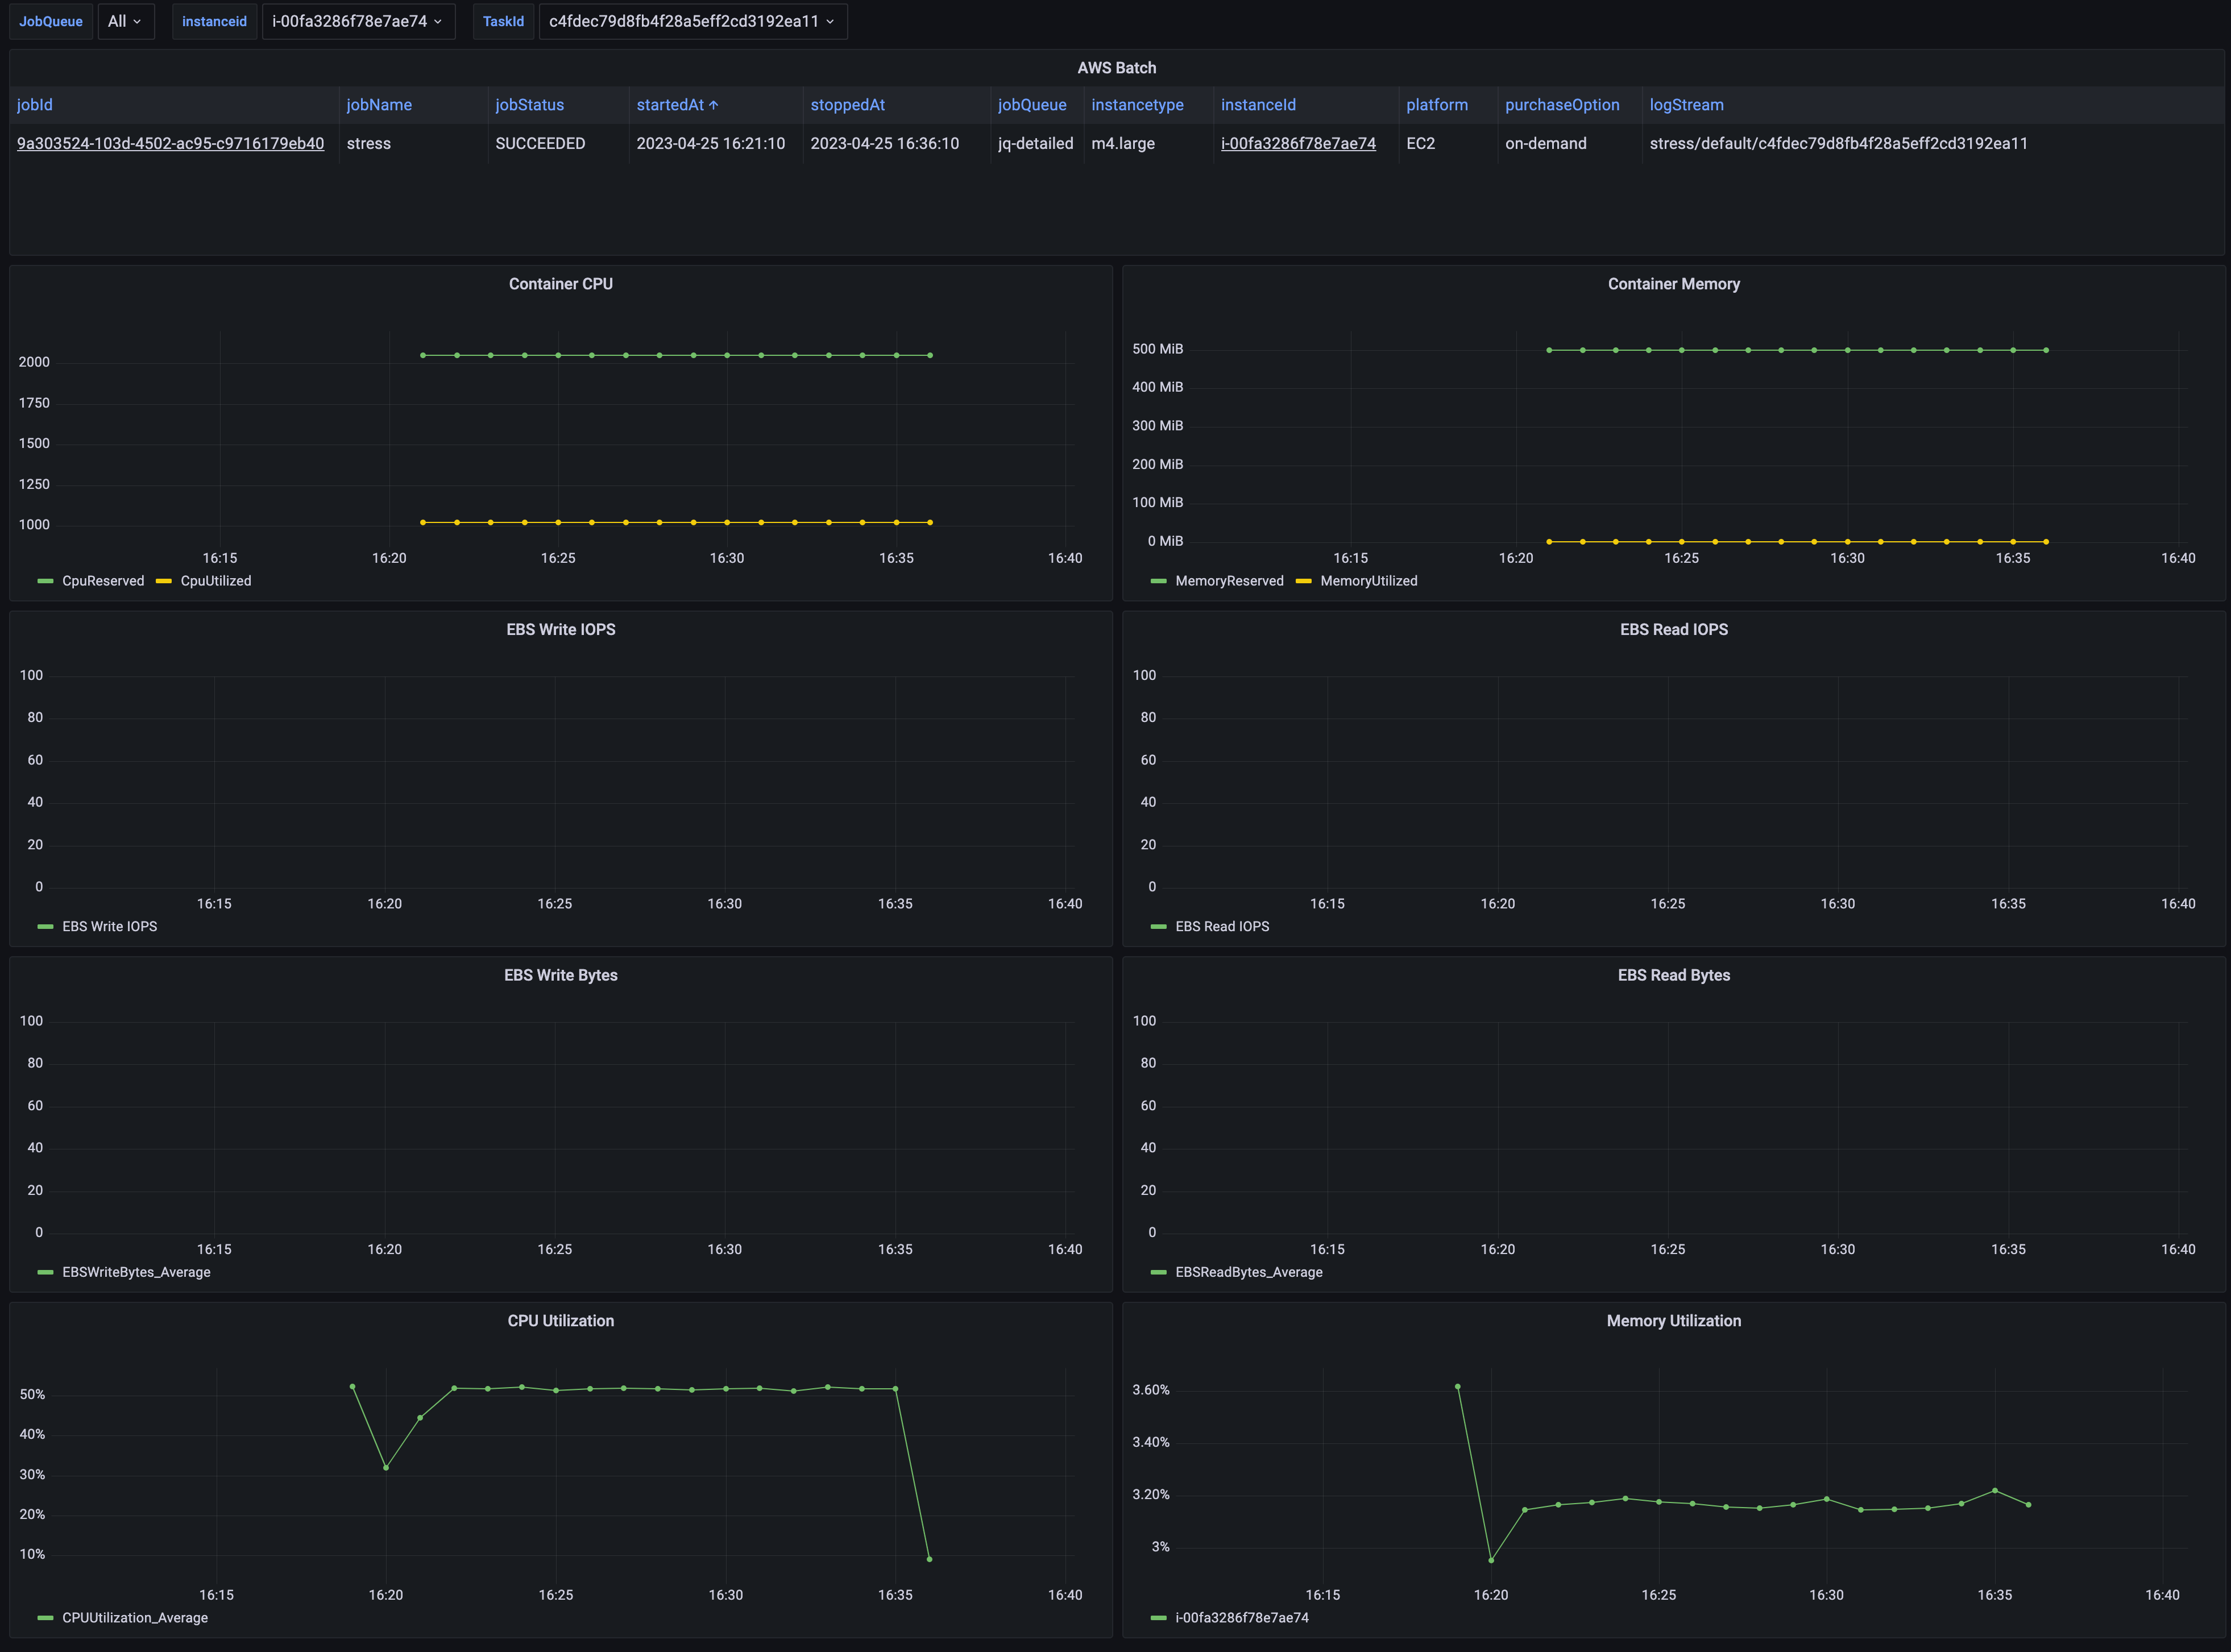 JobQueue All instanceid i-00fa3286f78e7ae74 TaskId c4fdec79d8fb4f28a5eff2cd3192ea11
AWS Batch
jobId jobName jobStatus startedAt ↑ stoppedAt jobQueue instancetype instanceId platform purchaseOption logStream
9a303524-103d-4502-ac95-c9716179eb40 stress SUCCEEDED 2023-04-25 16:21:10 2023-04-25 16:36:10 jq-detailed m4.large i-00fa3286f78e7ae74 EC2 on-demand stress/default/c4fdec79d8fb4f28a5eff2cd3192ea11
Container CPU
2000
1750
1500
1250
1000
16:15 16:20 16:25 16:30 16:35 16:40
CpuReserved CpuUtilized
Container Memory
500 MiB
400 MiB
300 MiB
200 MiB
100 MiB
0 MiB
16:15 16:20 16:25 16:30 16:35 16:40
MemoryReserved MemoryUtilized
EBS Write IOPS
100
80
60
40
20
0
16:15 16:20 16:25 16:30 16:35 16:40
EBS Write IOPS
EBS Read IOPS
100
80
60
40
20
0
16:15 16:20 16:25 16:30 16:35 16:40
EBS Read IOPS
EBS Write Bytes
100
80
60
40
20
0
16:15 16:20 16:25 16:30 16:35 16:40
EBSWriteBytes_Average
EBS Read Bytes
100
80
60
40
20
0
16:15 16:20 16:25 16:30 16:35 16:40
EBSReadBytes_Average
CPU Utilization
50%
40%
30%
20%
10%
16:15 16:20 16:25 16:30 16:35 16:40
CPUUtilization_Average
Memory Utilization
3.60%
3.40%
3.20%
3%
16:15 16:20 16:25 16:30 16:35 16:40
i-00fa3286f78e7ae74